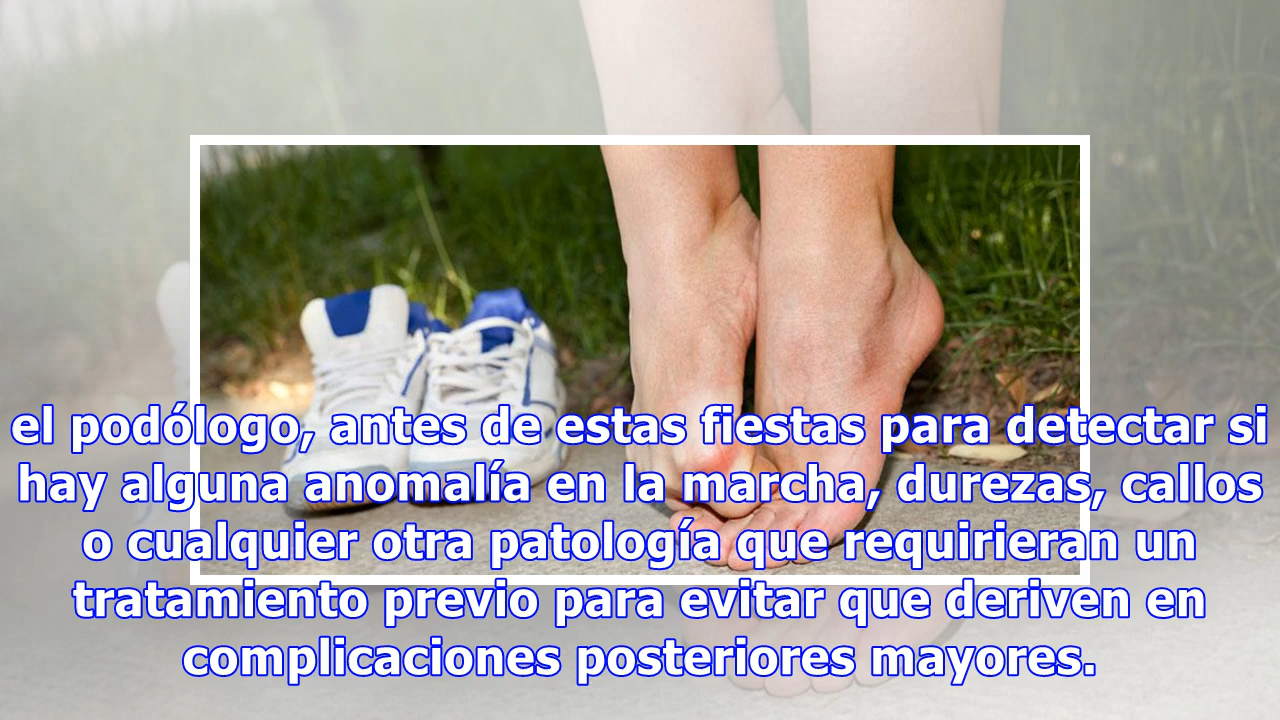 el podólogo, antes de estas fiestas para detectar si
hay alguna anomalía en la marcha, durezas, callos
o cualquier otra patología que requirieran un
tratamiento previo para evitar que deriven en
complicaciones posteriores mayores.